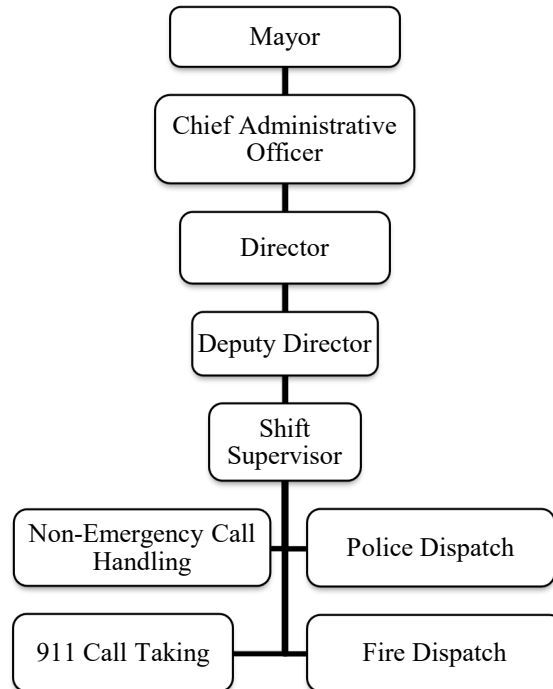 Mayor
Chief Administrative
Officer
Director
Deputy Director
Shift
Supervisor
Non-Emergency Call
Handling
Police Dispatch
911 Call Taking
Fire Dispatch